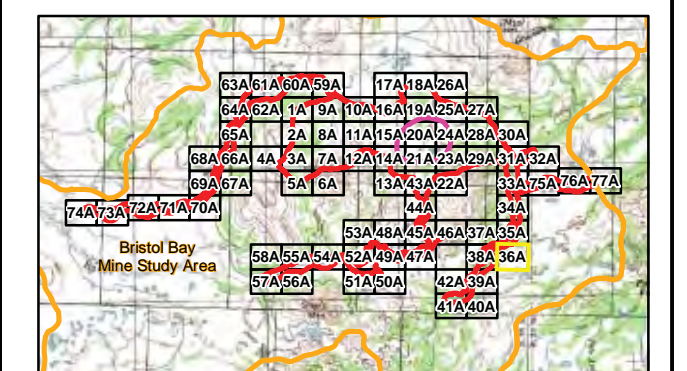 63A 61A 60A 59A 17A 18A 26A
64A 62A 1A 9A 10A 16A 19A 25A 27A
65A 2A 8A 11A 15A 20A 24A 28A 30A
68A 66A 4A 3A 7A 12A 14A 21A 23A 29A 31A 32A
69A 67A 5A 6A 13A 43A 22A 33A 75A 76A 77A
74A 73A 72A 71A 70A 44A 34A
53A 48A 45A 46A 37A 35A
Bristol Bay
Mine Study Area
58A 55A 54A 52A 49A 47A 38A 36A
57A 56A 51A 50A 42A 39A
41A 40A